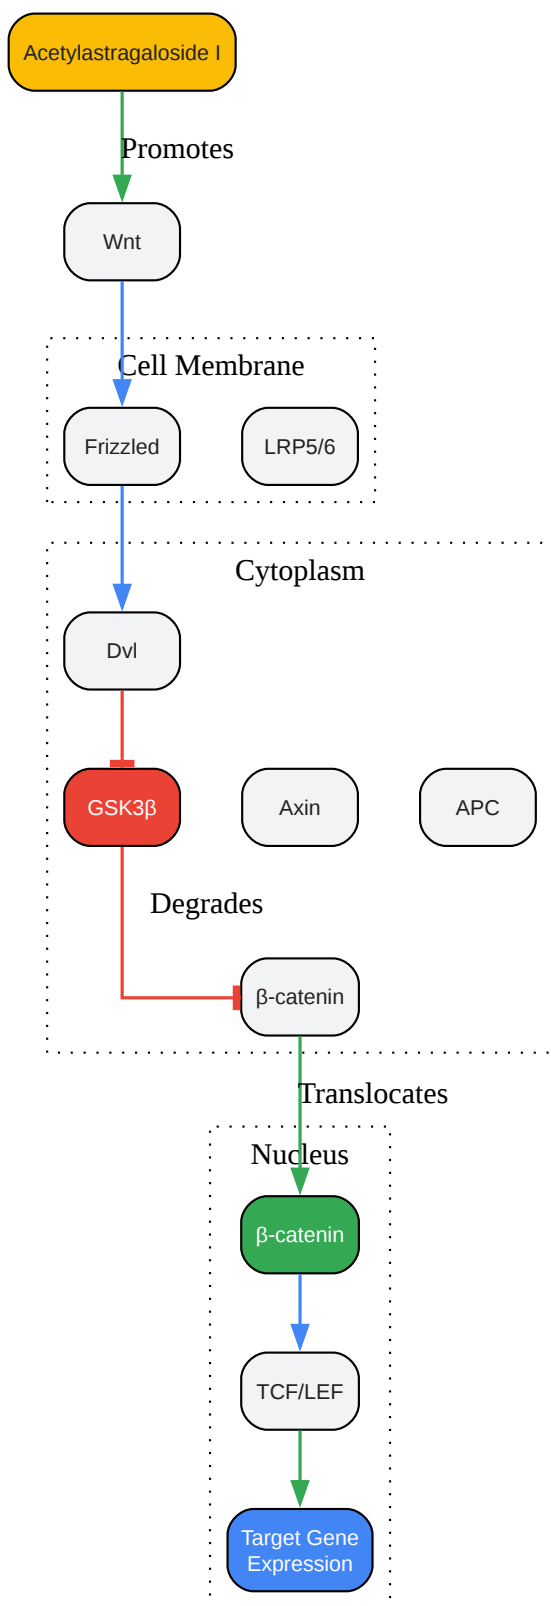 Acetylastragaloside I
Promotes
Wnt
Cell Membrane
Frizzled
LRP5/6
Cytoplasm
Dvl
GSK3β
Axin
APC
Degrades
β-catenin
Translocates
Nucleus
β-catenin
TCF/LEF
Target Gene
Expression